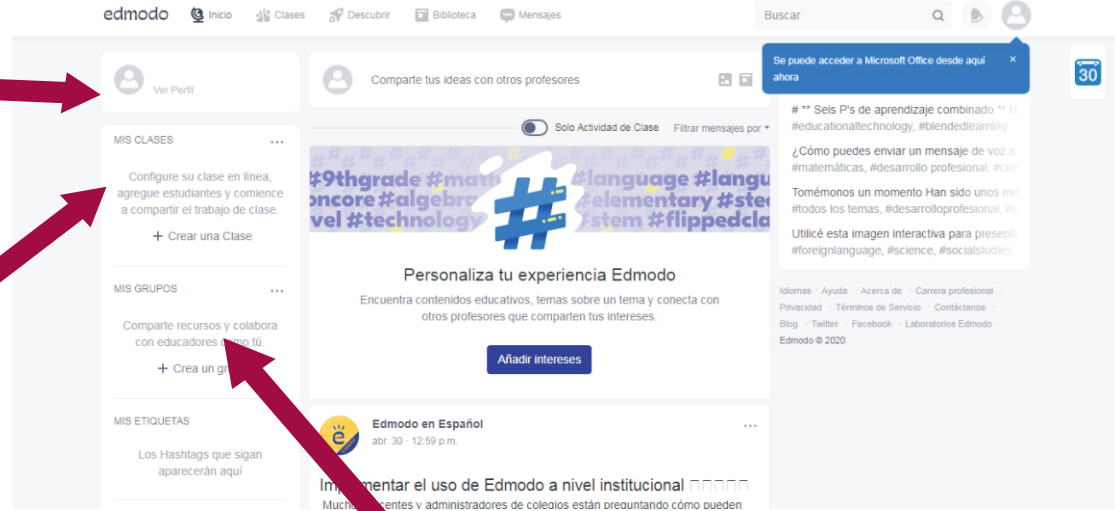 edmodo Inicio Clases Descubrir Biblioteca Mensajes Buscar
Se puede acceder a Microsoft Office desde aquí ×
ahora
30
Ver Perfil
Comparte tus ideas con otros profesores
# ** Seis P's de aprendizaje combinado **
#educationaltechnology, #blendedlearning
¿Cómo puedes enviar un mensaje de voz a
#matemáticas, #desarrollo profesional,
Tomémonos un momento Han sido unos
#todos los temas, #desarrolloprofesional,
Utilicé esta imagen interactiva para
#foreignlanguage, #science, #socialstudies,
Idiomas · Ayuda · Acerca de · Carrera profesional ·
Privacidad · Términos de Servicio · Contáctanos ·
Blog · Twitter · Facebook · Laboratorios Edmodo
Edmodo © 2020
MIS CLASES ...
Configure su clase en línea,
agregue estudiantes y comience
a compartir el trabajo de clase.
+ Crear una Clase
MIS GRUPOS ...
Comparte recursos y colabora
con educadores como tú.
+ Crea un
MIS ETIQUETAS
Los Hashtags que sigan
aparecerán aquí
Solo Actividad de Clase Filtrar mensajes por
#9thgrade #math #langu
oncore #algebra #elementary #ste
vel #technology #stem #flippedcla
#
Personaliza tu experiencia Edmodo
Encuentra contenidos educativos, temas sobre un tema y conecta con
otros profesores que comparten tus intereses.
Añadir intereses
ë
Edmodo en Español ...
abr. 30 · 12:59 p.m.
el uso de Edmodo a nivel institucional
y administradores de colegios están preguntando cómo pueden